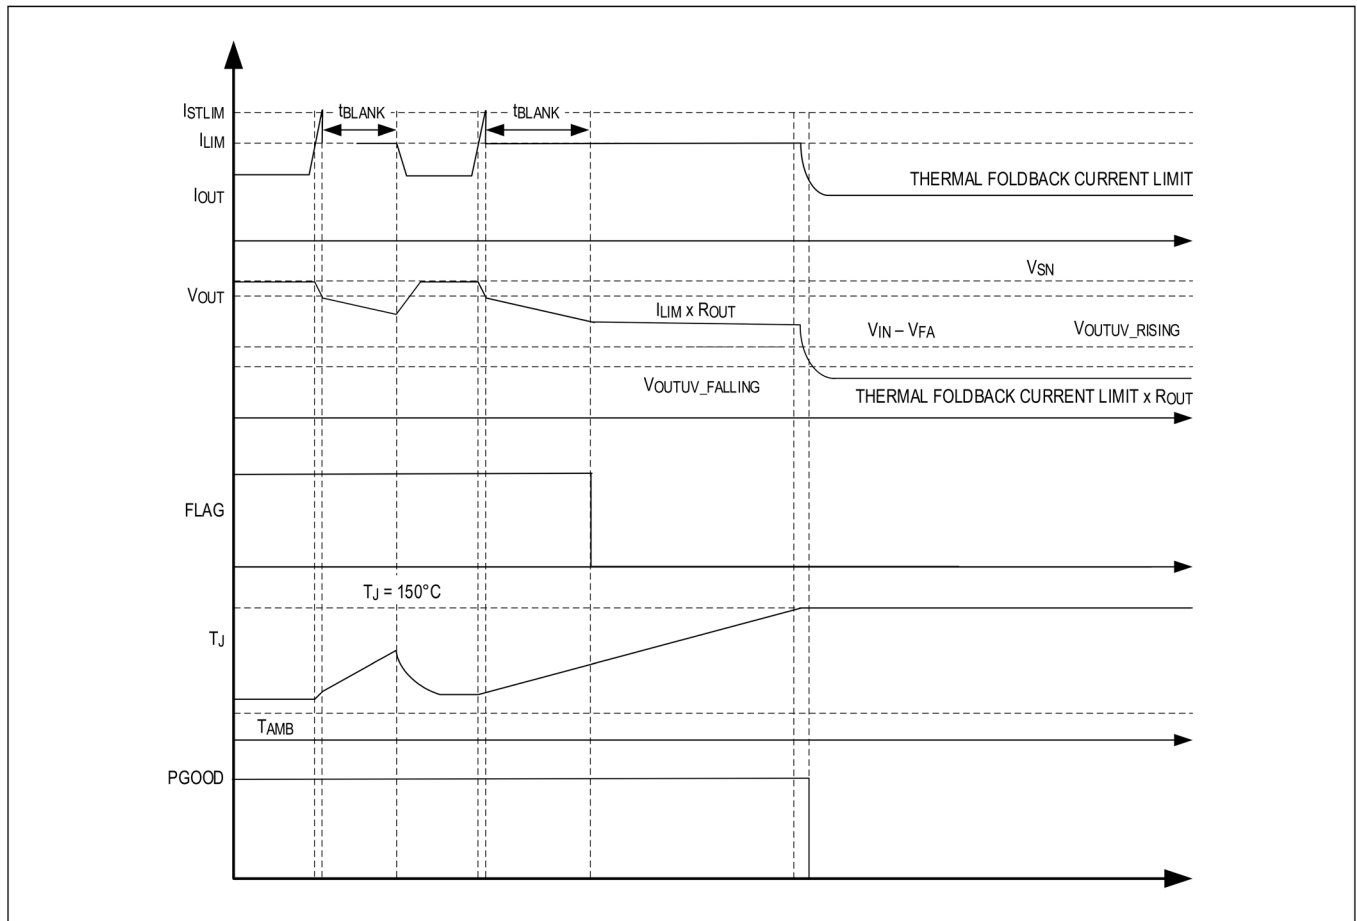 ISTLIM
tBLANK
tBLANK
ILIM
THERMAL FOLDBACK CURRENT LIMIT
IOUT
VSN
VOUT
ILIM x ROUT
VIN – VFA
VOUTUV_RISING
VOUTUV_FALLING
THERMAL FOLDBACK CURRENT LIMIT x ROUT
FLAG
TJ = 150°C
TJ
TAMB
PGOOD